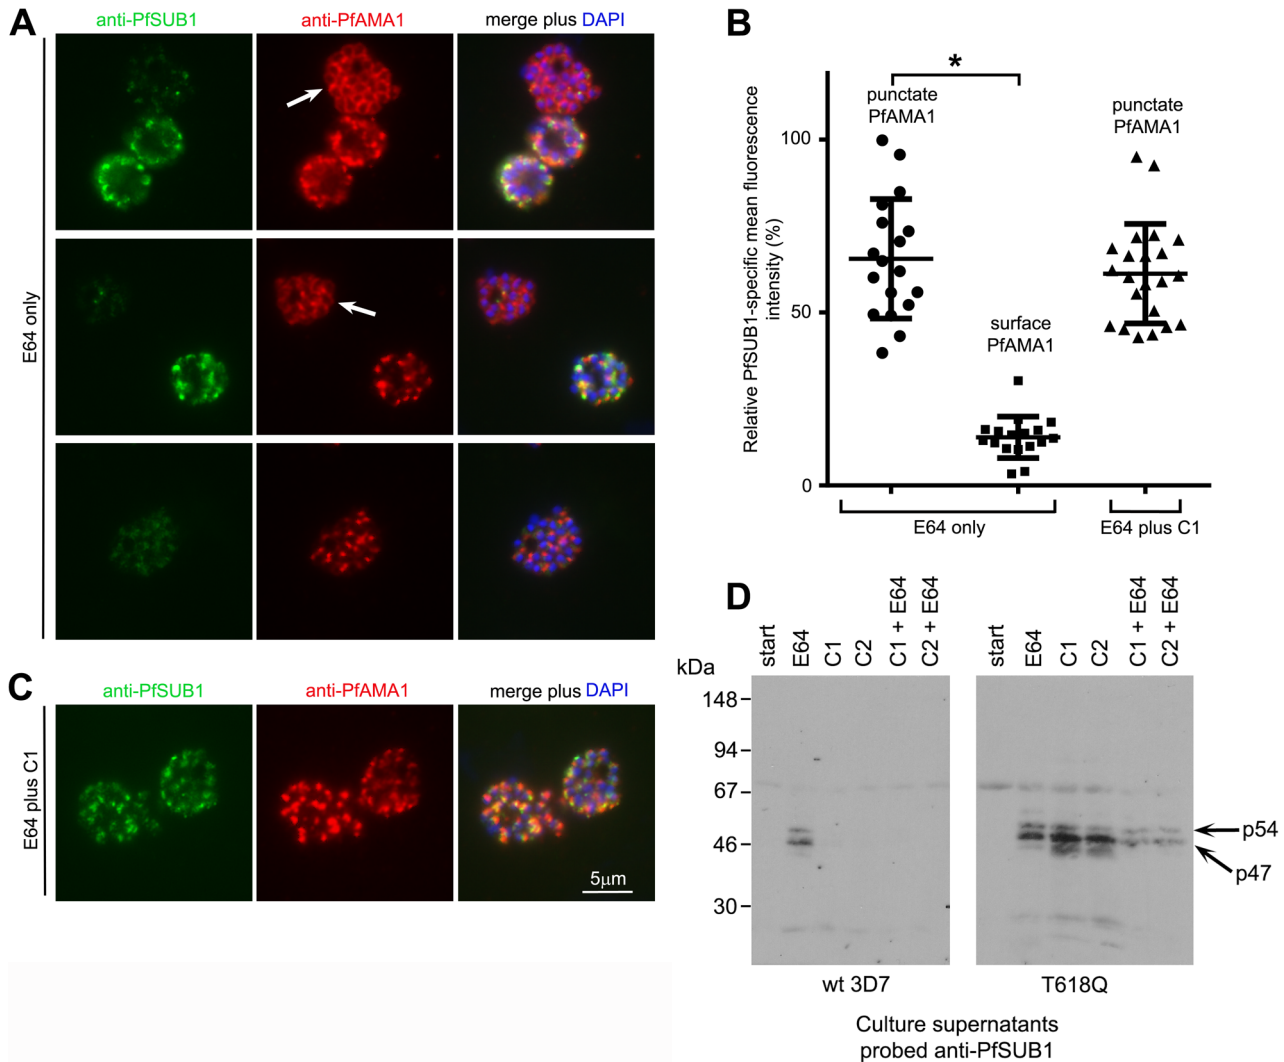 A
anti-PfSUB1
anti-PfAMA1
merge plus DAPI
E64 only
B
Relative PfSUB1-specific mean fluorescence
intensity (%)
100
50
0
punctate
PfAMA1
*
surface
PfAMA1
punctate
PfAMA1
E64 only
E64 plus C1
C
anti-PfSUB1
anti-PfAMA1
merge plus DAPI
E64 plus C1
5μm
D
kDa
start
E64
C1
C2
C1 + E64
C2 + E64
start
E64
C1
C2
C1 + E64
C2 + E64
148
94
67
46
30
p54
p47
wt 3D7
T618Q
Culture supernatants
probed anti-PfSUB1